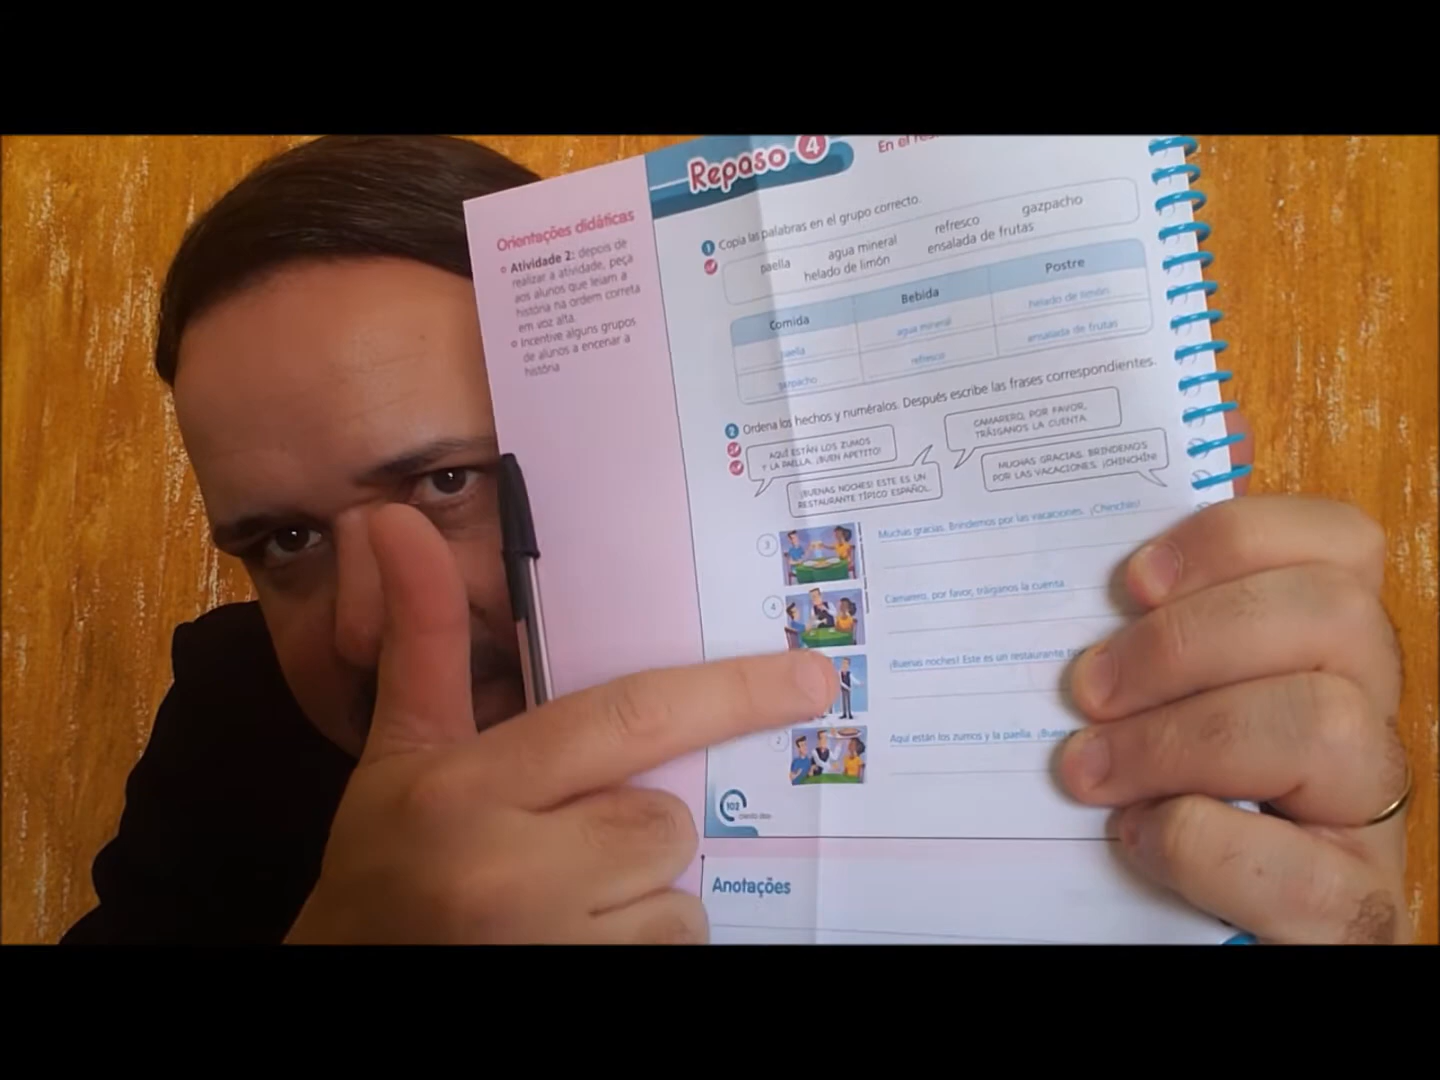 Repaso 4
En el
Orientações didáticas
Atividade 2: depois de
realizar a atividade, peça
aos alunos que leiam a
história na ordem correta
em voz alta.
Incentive alguns grupos
de alunos a encenar a
história
1 Copia las palabras en el grupo correcto.
paella agua mineral refresco gazpacho
helado de limón ensalada de frutas
Comida Bebida Postre
paella agua mineral helado de limón
gazpacho refresco ensalada de frutas
2 Ordena los hechos y numéralos. Después escribe las frases correspondientes.
AQUÍ ESTÁN LOS ZUMOS
Y LA PAELLA. ¡BUEN APETITO!
CAMARERO, POR FAVOR,
TRÁIGANOS LA CUENTA.
¡BUENAS NOCHES! ESTE ES UN
RESTAURANTE TÍPICO ESPAÑOL.
MUCHAS GRACIAS. BRINDEMOS
POR LAS VACACIONES. ¡CHINCHÍN!
3 Muchas gracias. Brindemos por las vacaciones. ¡Chinchín!
4 Camarero, por favor, tráiganos la cuenta.
¡Buenas noches! Este es un restaurante
2 Aquí están los zumos y la paella. ¡Buen
102
ciento dos
Anotações